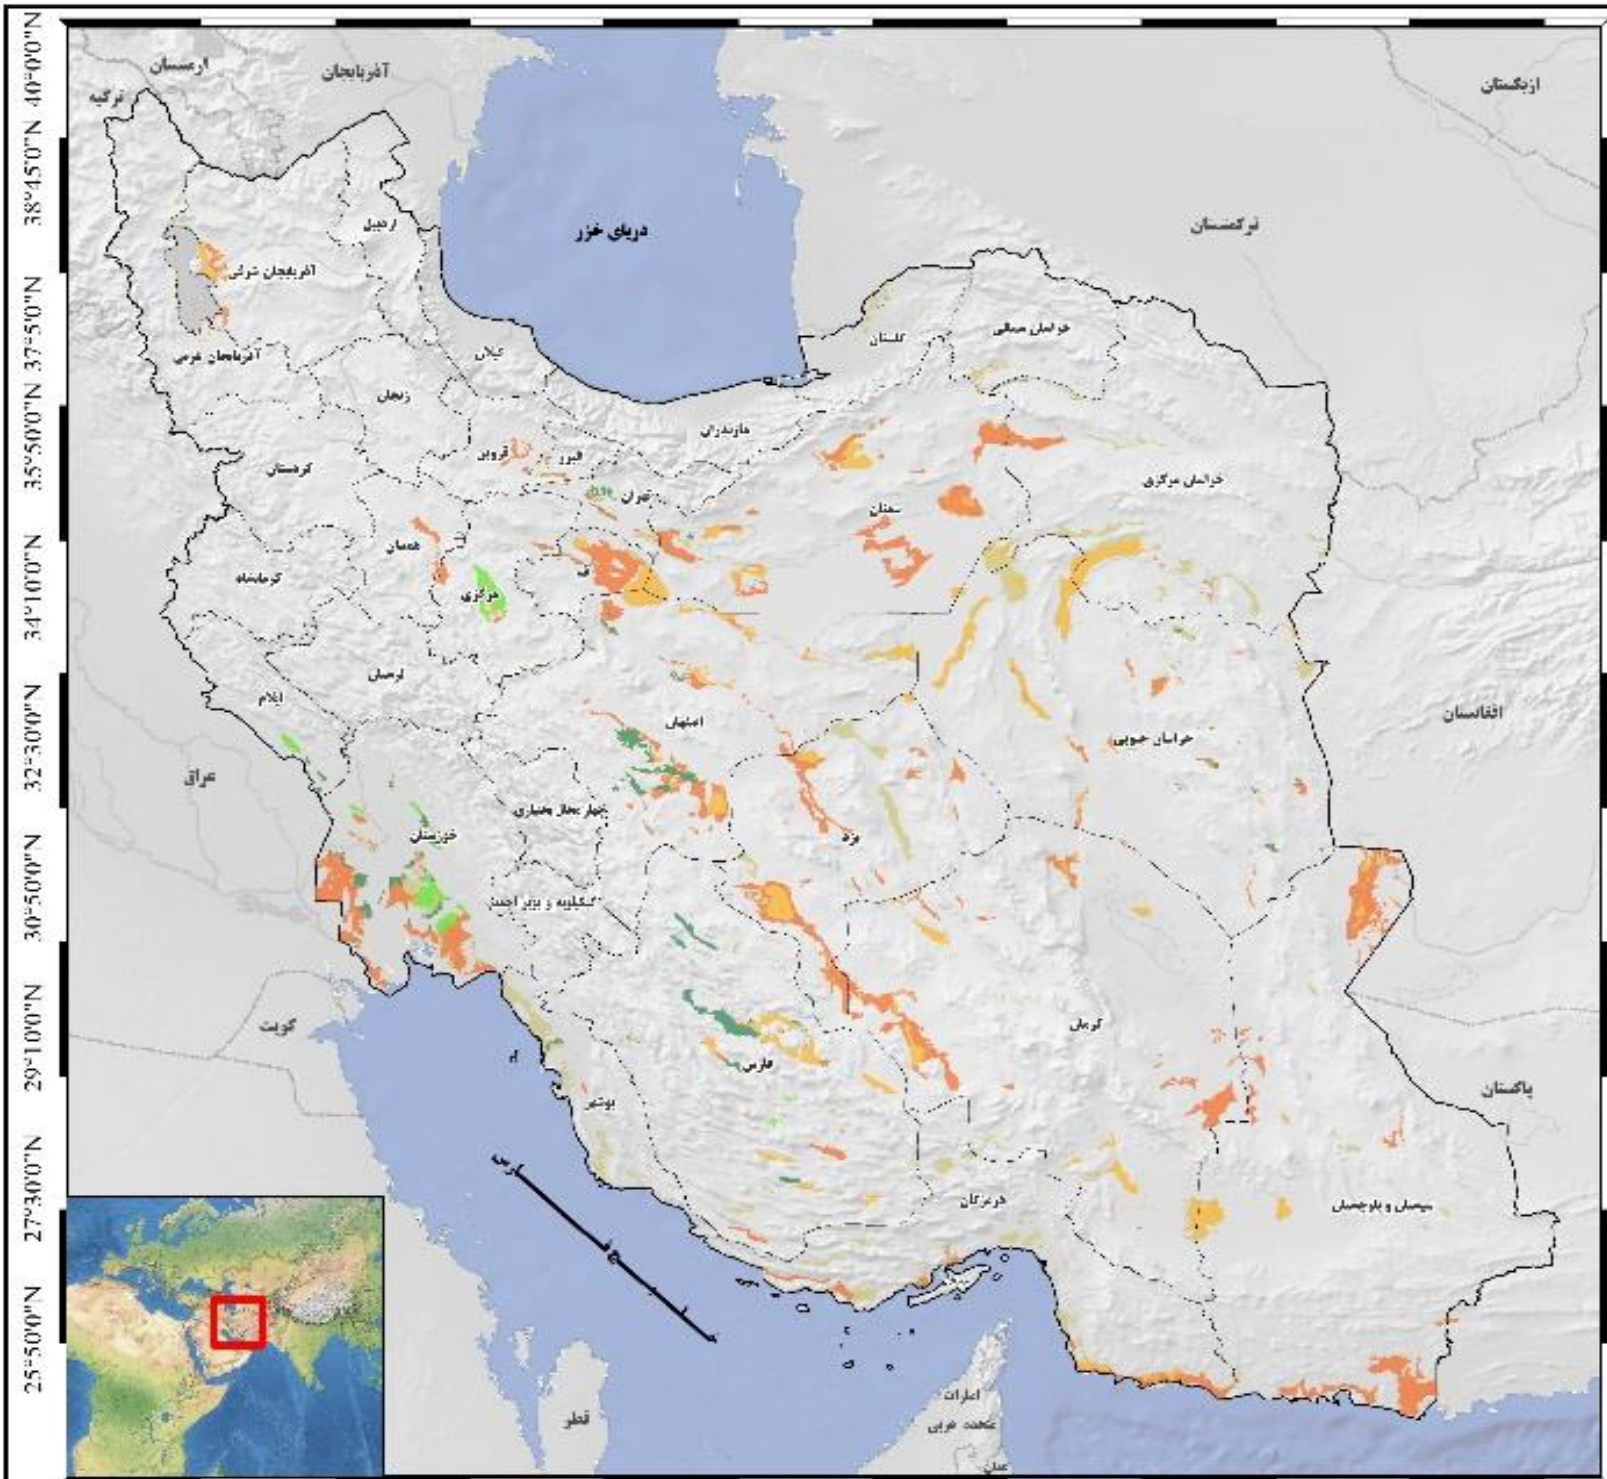 40°0'0"N
38°45'0"N
37°5'0"N
35°50'0"N
34°10'0"N
32°30'0"N
30°50'0"N
29°10'0"N
27°30'0"N
25°50'0"N
ارمنستان
آذربایجان
ترکیه
ازبکستان
ترکمنستان
دریای خزر
اردبیل
آذربایجان شرقی
آذربایجان غربی
گیلان
گلستان
خراسان شمالی
زنجان
مازندران
قزوین
البرز
کردستان
تهران
سمنان
خراسان مرکزی
همدان
کرمانشاه
مرکزی
لرستان
ایلام
اصفهان
خراسان جنوبی
افغانستان
عراق
چهار محال بختیاری
خوزستان
یزد
کهگیلویه و بویر احمد
کویت
کرمان
فارس
بوشهر
پاکستان
هرمزگان
سیستان و بلوچستان
قطر
امارات
متحده عربی
عمان